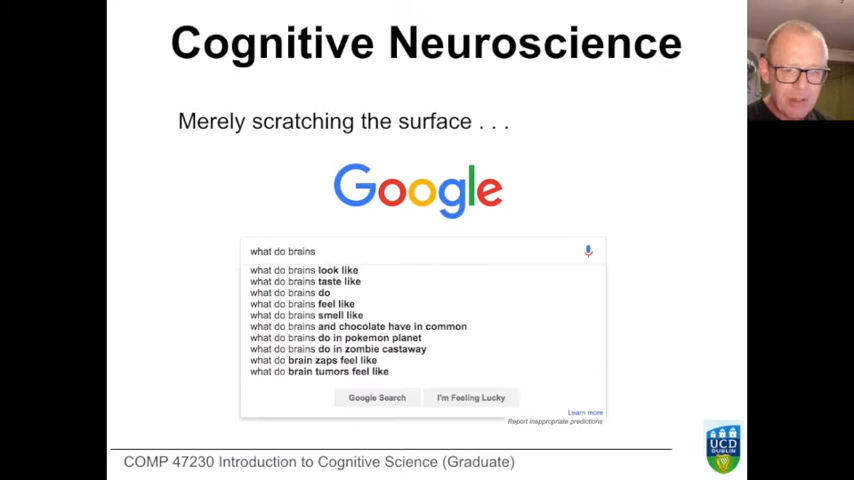 Cognitive Neuroscience
Merely scratching the surface . . .
Google
what do brains
what do brains look like
what do brains taste like
what do brains do
what do brains feel like
what do brains smell like
what do brains and chocolate have in common
what do brains do in pokemon planet
what do brains do in zombie castaway
what do brain zaps feel like
what do brain tumors feel like
Google Search
I'm Feeling Lucky
Learn more
Report inappropriate predictions
COMP 47230 Introduction to Cognitive Science (Graduate)
UCD
DUBLIN